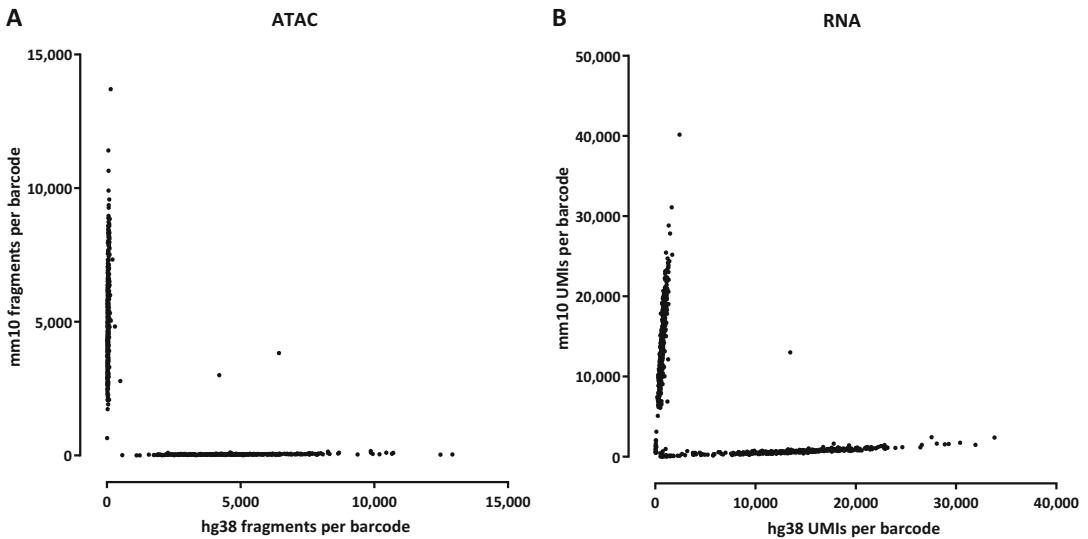 A
ATAC
mm10 fragments per barcode
15,000
10,000
5,000
0
0
5,000
10,000
15,000
hg38 fragments per barcode
B
RNA
mm10 UMIs per barcode
50,000
40,000
30,000
20,000
10,000
0
0
10,000
20,000
30,000
40,000
hg38 UMIs per barcode